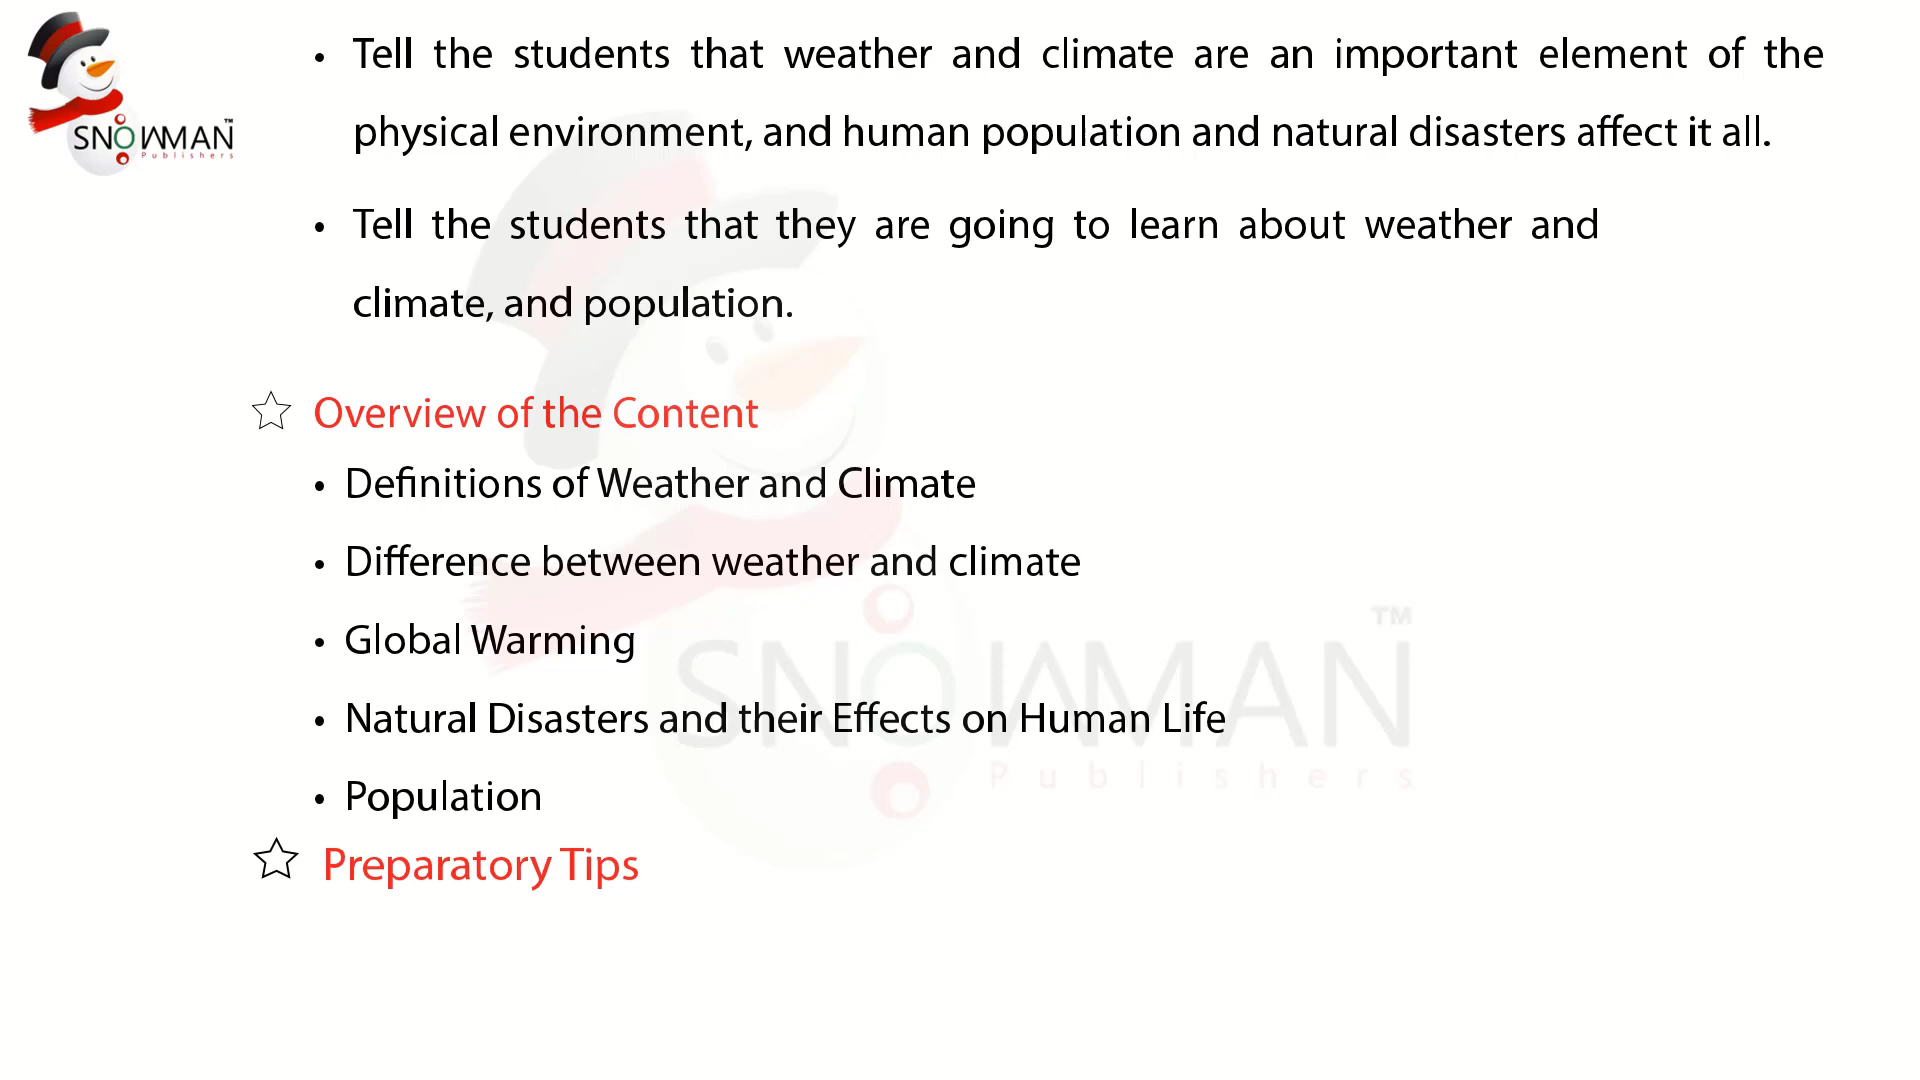 SNOWMAN™
Publishers
• Tell the students that weather and climate are an important element of the
physical environment, and human population and natural disasters affect it all.
• Tell the students that they are going to learn about weather and
climate, and population.
☆ Overview of the Content
• Definitions of Weather and Climate
• Difference between weather and climate
• Global Warming
• Natural Disasters and their Effects on Human Life
• Population
☆ Preparatory Tips
SNOWMAN™
Publishers